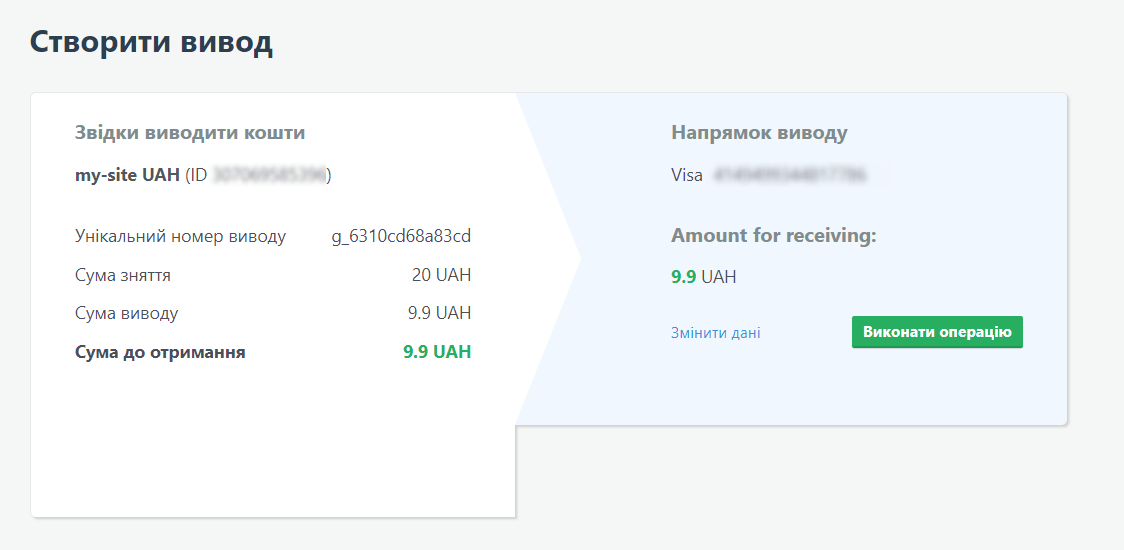 Створити вивод
Звідки виводити кошти
my-site UAH (ID )
Унікальний номер виводу g_6310cd68a83cd
Сума зняття 20 UAH
Сума виводу 9.9 UAH
Сума до отримання 9.9 UAH
Напрямок виводу
Visa
Amount for receiving:
9.9 UAH
Змінити дані Виконати операцію